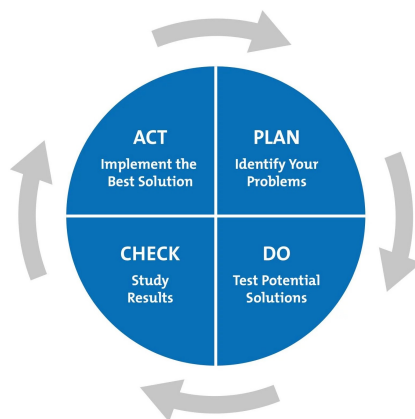 ACT
Implement the
Best Solution
PLAN
Identify Your
Problems
CHECK
Study
Results
DO
Test Potential
Solutions